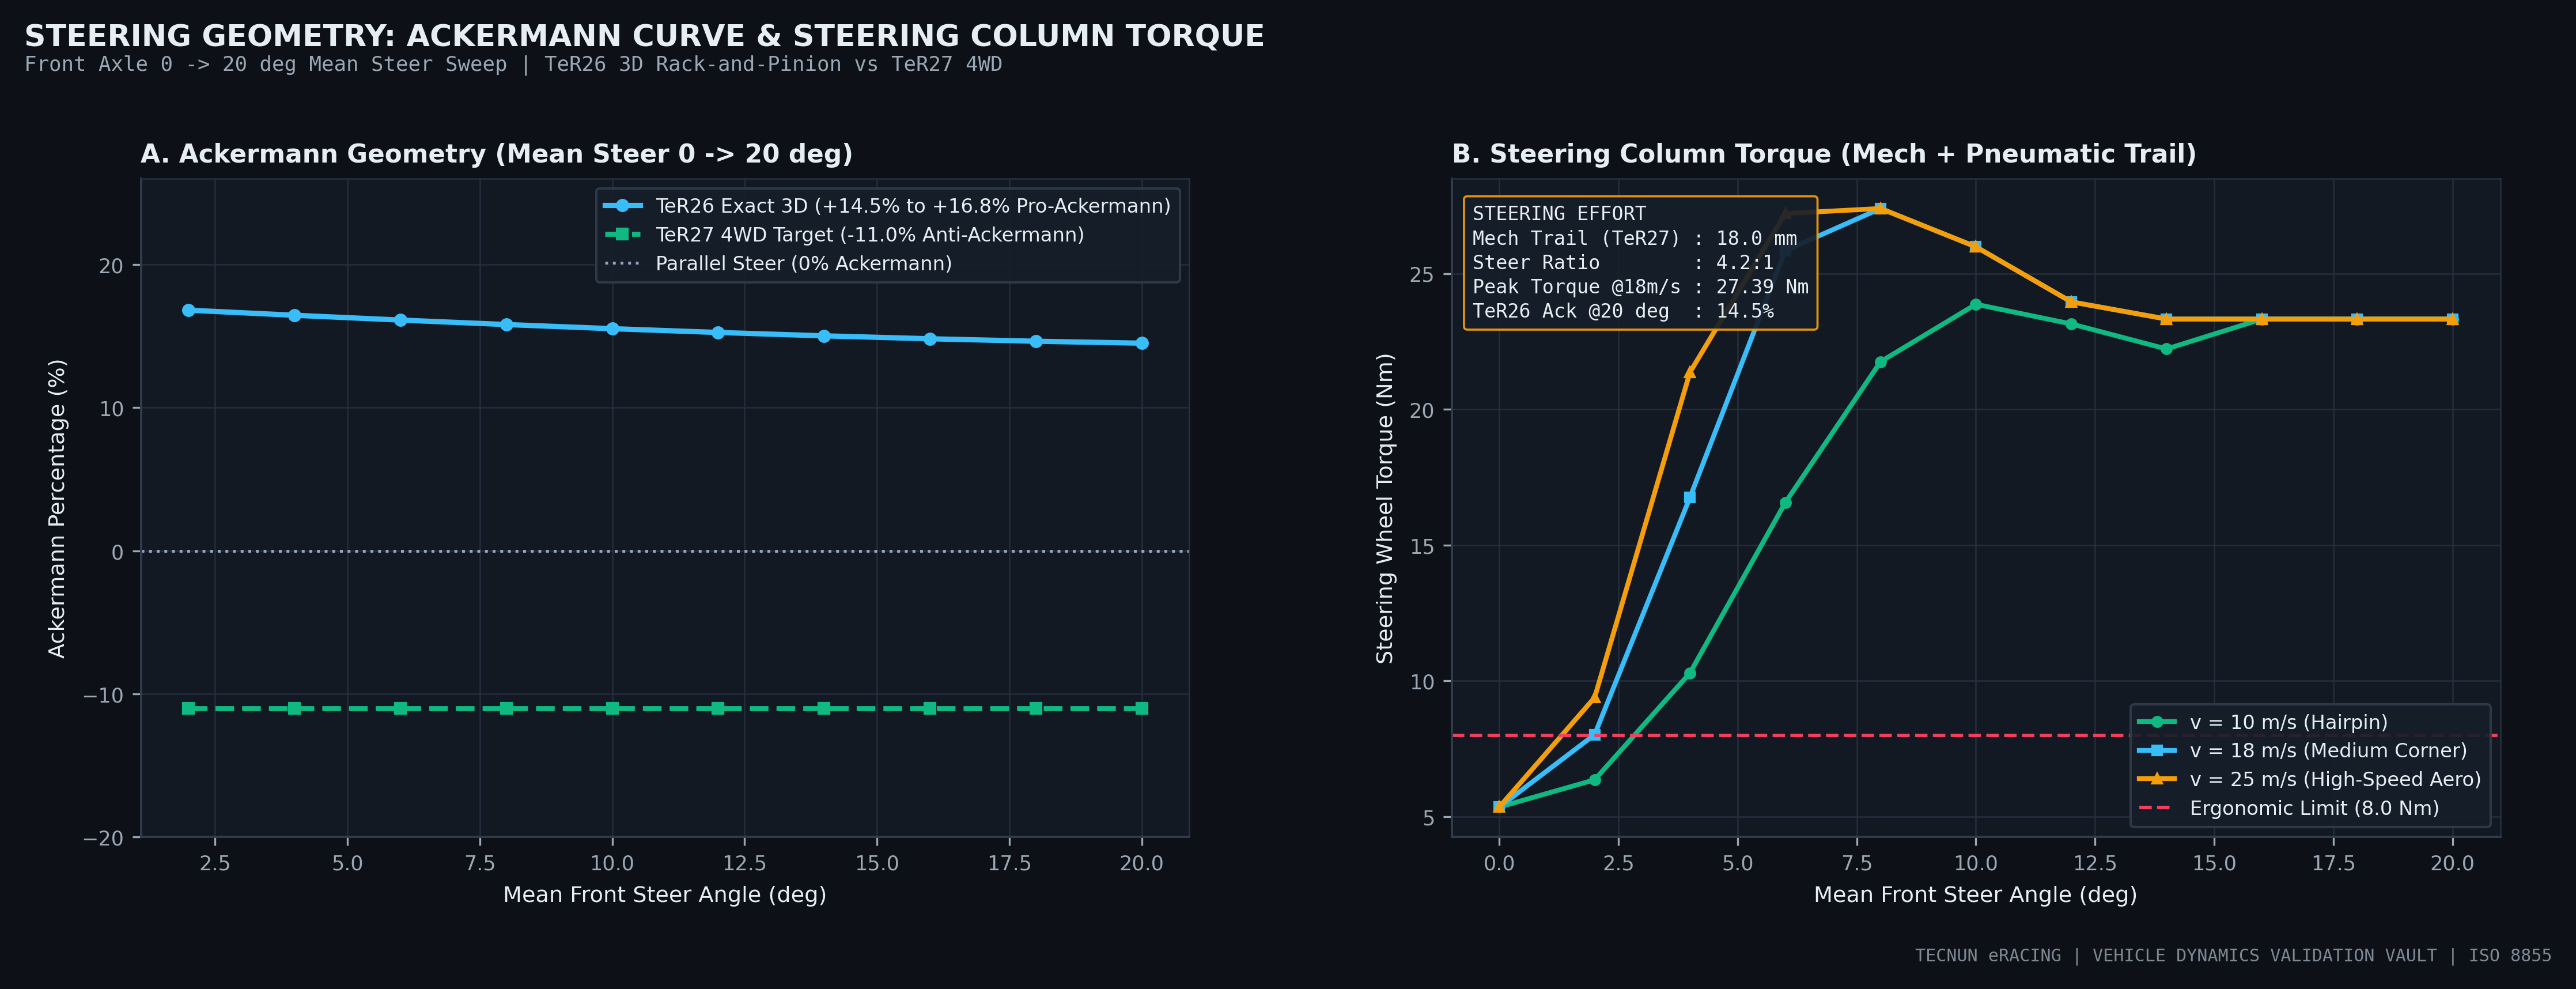 STEERING GEOMETRY: ACKERMANN CURVE & STEERING COLUMN TORQUE
Front Axle 0 -> 20 deg Mean Steer Sweep | TeR26 3D Rack-and-Pinion vs TeR27 4WD
A. Ackermann Geometry (Mean Steer 0 -> 20 deg)
TeR26 Exact 3D (+14.5% to +16.8% Pro-Ackermann)
TeR27 4WD Target (-11.0% Anti-Ackermann)
Parallel Steer (0% Ackermann)
Ackermann Percentage (%)
20
10
0
−10
−20
2.5 5.0 7.5 10.0 12.5 15.0 17.5 20.0
Mean Front Steer Angle (deg)
B. Steering Column Torque (Mech + Pneumatic Trail)
STEERING EFFORT
Mech Trail (TeR27) : 18.0 mm
Steer Ratio : 4.2:1
Peak Torque @18m/s : 27.39 Nm
TeR26 Ack @20 deg : 14.5%
Steering Wheel Torque (Nm)
25
20
15
10
5
v = 10 m/s (Hairpin)
v = 18 m/s (Medium Corner)
v = 25 m/s (High-Speed Aero)
Ergonomic Limit (8.0 Nm)
0.0 2.5 5.0 7.5 10.0 12.5 15.0 17.5 20.0
Mean Front Steer Angle (deg)
TECNUN eRACING | VEHICLE DYNAMICS VALIDATION VAULT | ISO 8855